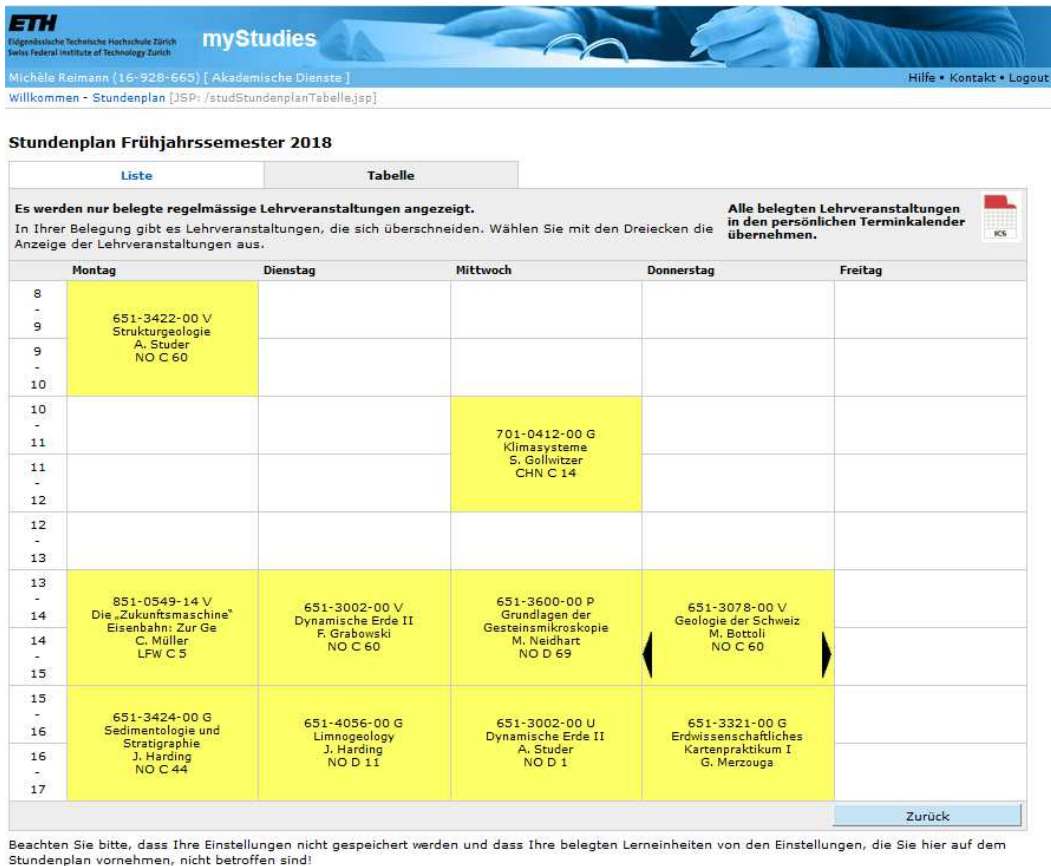 ETH
Eidgenössische Technische Hochschule Zürich
Swiss Federal Institute of Technology Zurich
myStudies
Michèle Reimann (16-928-665) [ Akademische Dienste ]
Hilfe • Kontakt • Logout
Willkommen - Stundenplan [JSP: /studStundenplanTabelle.jsp]
Stundenplan Frühjahrssemester 2018
Liste
Tabelle
Es werden nur belegte regelmässige Lehrveranstaltungen angezeigt.
In Ihrer Belegung gibt es Lehrveranstaltungen, die sich überschneiden. Wählen Sie mit den Dreiecken die
Anzeige der Lehrveranstaltungen aus.
Alle belegten Lehrveranstaltungen
in den persönlichen Terminkalender
übernehmen.
ICS
Montag Dienstag Mittwoch Donnerstag Freitag
8
-
9
651-3422-00 V
Strukturgeologie
A. Studer
NO C 60
9
-
10
10
-
11
701-0412-00 G
Klimasysteme
S. Gollwitzer
CHN C 14
11
-
12
12
-
13
13
-
14
851-0549-14 V
Die „Zukunftsmaschine“
Eisenbahn: Zur Ge
C. Müller
LFW C 5
651-3002-00 V
Dynamische Erde II
F. Grabowski
NO C 60
651-3600-00 P
Grundlagen der
Gesteinsmikroskopie
M. Neidhart
NO D 69
651-3078-00 V
Geologie der Schweiz
M. Bottoli
NO C 60
14
-
15
15
-
16
651-3424-00 G
Sedimentologie und
Stratigraphie
J. Harding
NO C 44
651-4056-00 G
Limnogeology
J. Harding
NO D 11
651-3002-00 U
Dynamische Erde II
A. Studer
NO D 1
651-3321-00 G
Erdwissenschaftliches
Kartenpraktikum I
G. Merzouga
16
-
17
Zurück
Beachten Sie bitte, dass Ihre Einstellungen nicht gespeichert werden und dass Ihre belegten Lerneinheiten von den Einstellungen, die Sie hier auf dem
Stundenplan vornehmen, nicht betroffen sind!